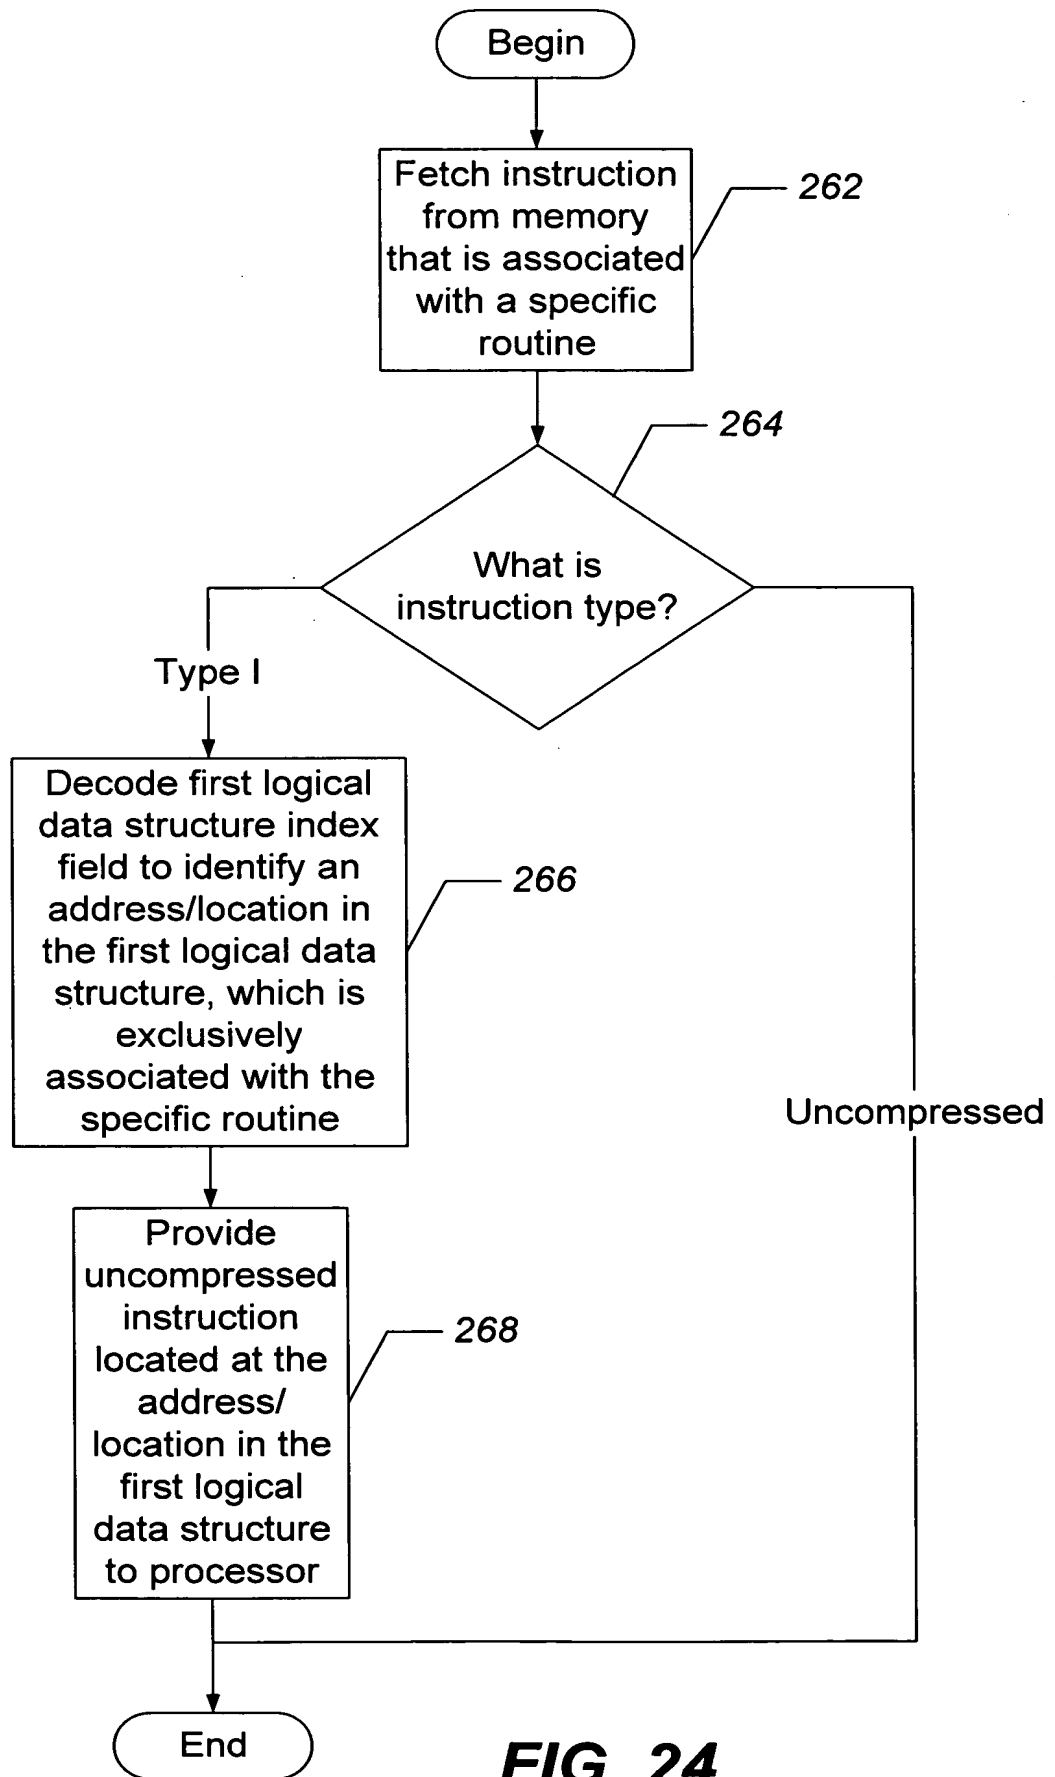 Begin
Fetch instruction
from memory
that is associated
with a specific
routine
262
264
What is
instruction type?
Type I
Decode first logical
data structure index
field to identify an
address/location in
the first logical data
structure, which is
exclusively
associated with the
specific routine
266
Uncompressed
Provide
uncompressed
instruction
located at the
address/
location in the
first logical
data structure
to processor
268
End
FIG. 24